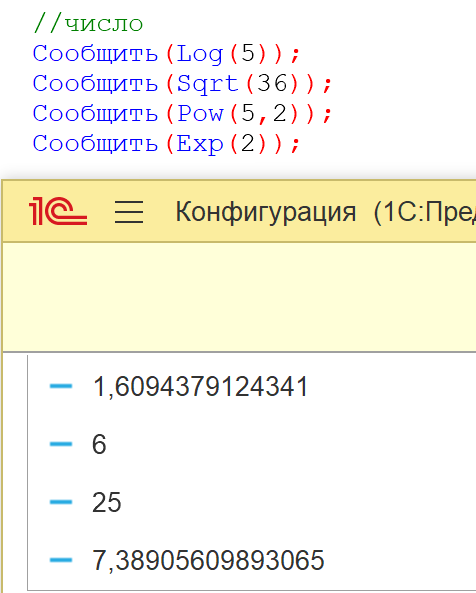 //число
Сообщить(Log(5));
Сообщить(Sqrt(36));
Сообщить(Pow(5,2));
Сообщить(Exp(2));
1С Конфигурация (1С:Пред
1,6094379124341
6
25
7,38905609893065